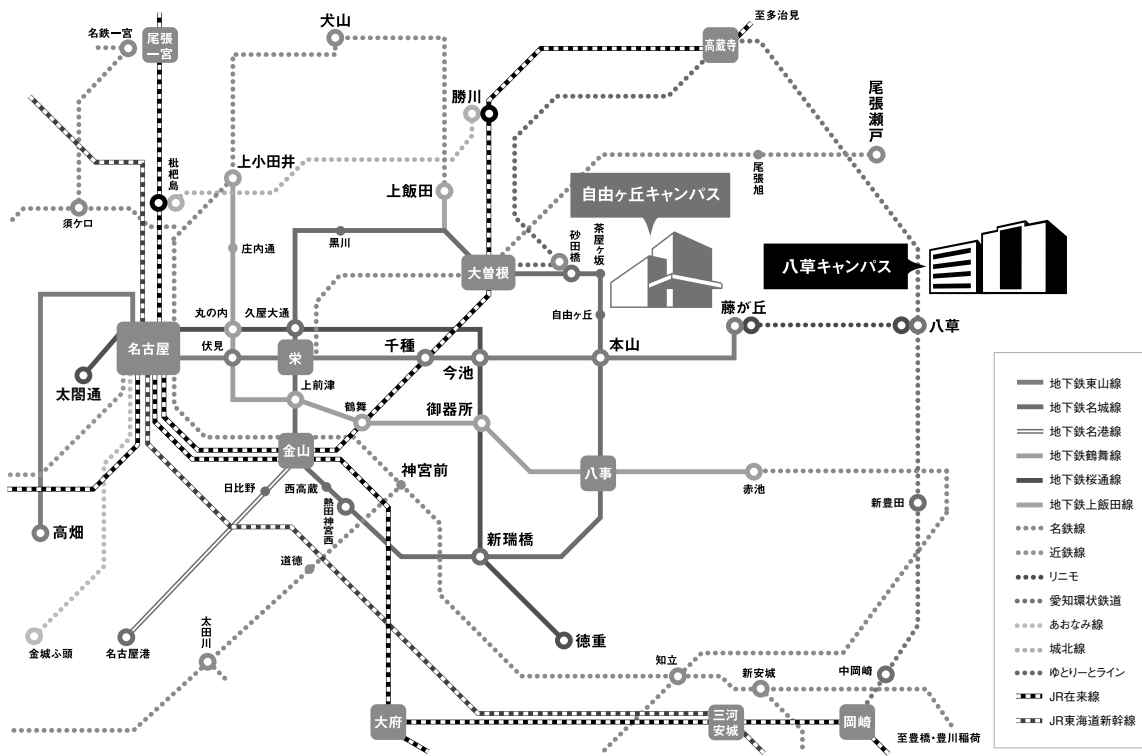 名鉄一宮
尾張
一宮
犬山
至多治見
高蔵寺
勝川
尾張瀬戸
枇杷島
上小田井
上飯田
尾張旭
自由ヶ丘キャンパス
須ケロ
庄内通
黒川
大曽根
砂田橋
茶屋ヶ坂
八草キャンパス
丸の内
久屋大通
自由ヶ丘
藤が丘
八草
名古屋
伏見
栄
千種
今池
本山
太閤通
上前津
鶴舞
御器所
金山
八事
赤池
日比野
西高蔵
熱田神宮西
神宮前
新豊田
高畑
新瑞橋
道徳
太田川
金城ふ頭
名古屋港
徳重
知立
新安城
中岡崎
大府
三河
安城
岡崎
至豊橋・豊川稲荷
地下鉄東山線
地下鉄名城線
地下鉄名港線
地下鉄鶴舞線
地下鉄桜通線
地下鉄上飯田線
名鉄線
近鉄線
リニモ
愛知環状鉄道
あおなみ線
城北線
ゆとりーとライン
JR在来線
JR東海道新幹線